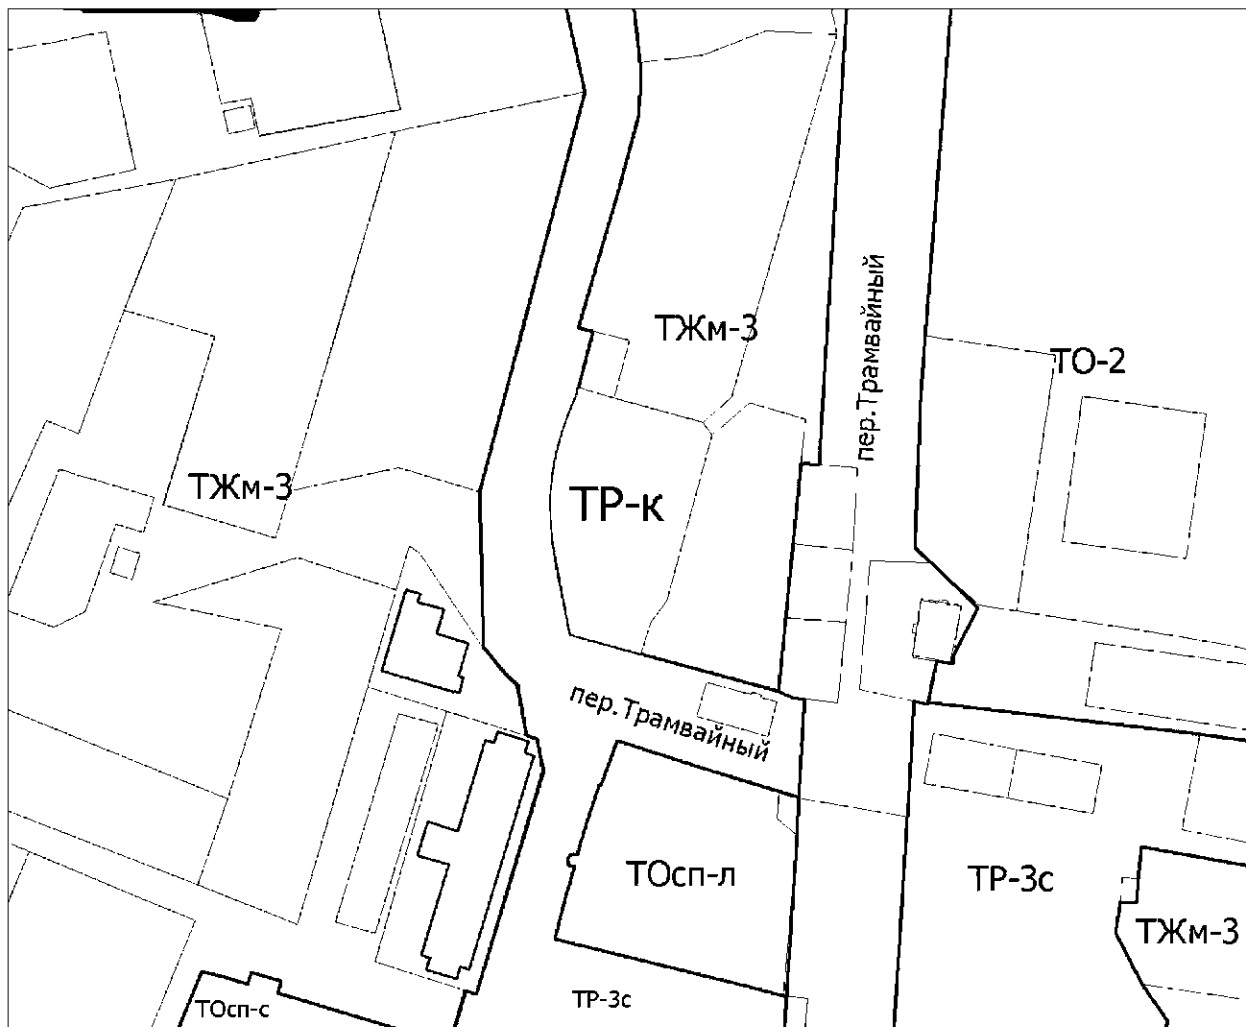 пер.Трамвайный
ТЖм-3
ТО-2
ТЖм-3
ТР-к
пер.Трамвайный
ТОсп-л
ТР-3с
ТЖм-3
ТОсп-с
ТР-3с